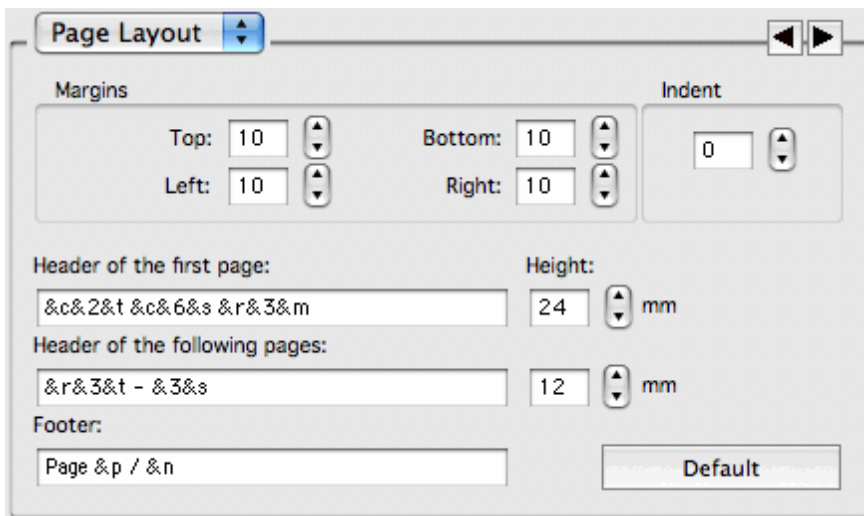 Page Layout
Margins Indent
Top: 10 Bottom: 10 0
Left: 10 Right: 10
Header of the first page: Height:
&c&2&t &c&6&s &r&3&m 24 mm
Header of the following pages:
&r&3&t - &3&s 12 mm
Footer:
Page &p / &n Default